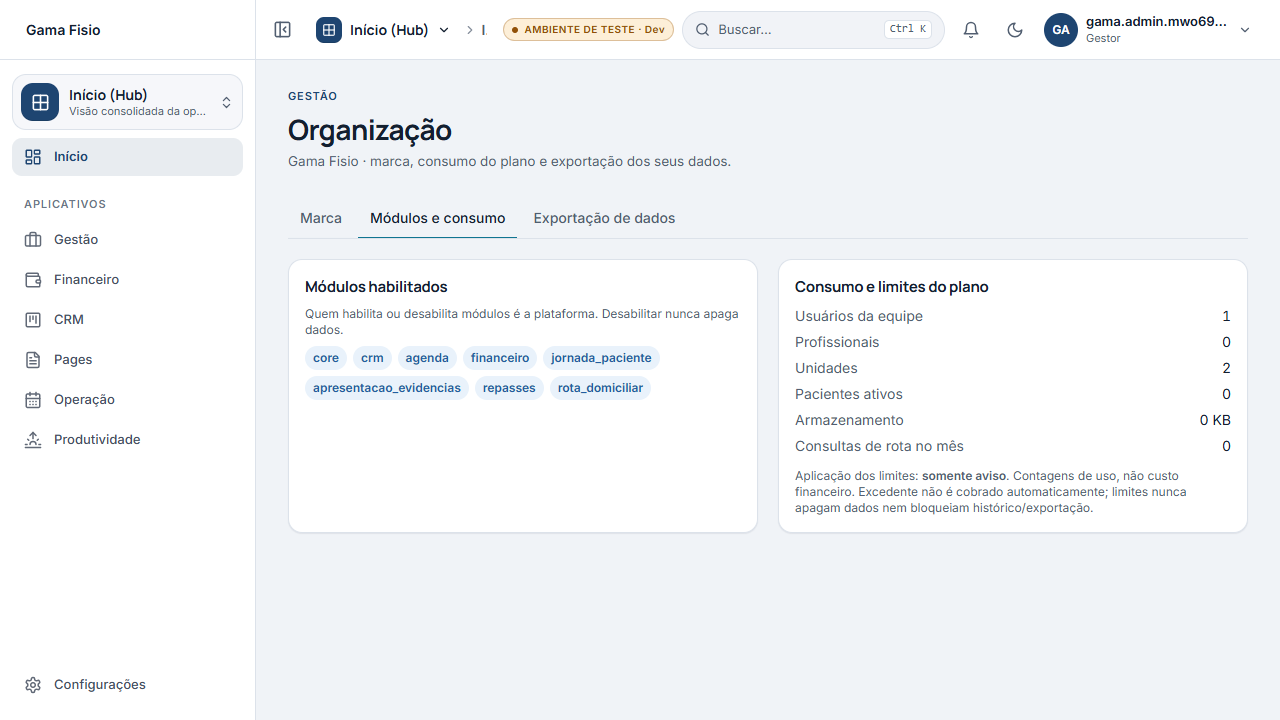 Gama Fisio
Início (Hub)
AMBIENTE DE TESTE · Dev
Buscar...
Ctrl K
GA
gama.admin.mwo69...
Gestor
Início (Hub)
Visão consolidada da op...
Início
APLICATIVOS
Gestão
Financeiro
CRM
Pages
Operação
Produtividade
Configurações
GESTÃO
Organização
Gama Fisio · marca, consumo do plano e exportação dos seus dados.
Marca
Módulos e consumo
Exportação de dados
Módulos habilitados
Quem habilita ou desabilita módulos é a plataforma. Desabilitar nunca apaga
dados.
core crm agenda financeiro jornada_paciente
apresentacao_evidencias repasses rota_domiciliar
Consumo e limites do plano
Usuários da equipe 1
Profissionais 0
Unidades 2
Pacientes ativos 0
Armazenamento 0 KB
Consultas de rota no mês 0
Aplicação dos limites: somente aviso. Contagens de uso, não custo
financeiro. Excedente não é cobrado automaticamente; limites nunca
apagam dados nem bloqueiam histórico/exportação.